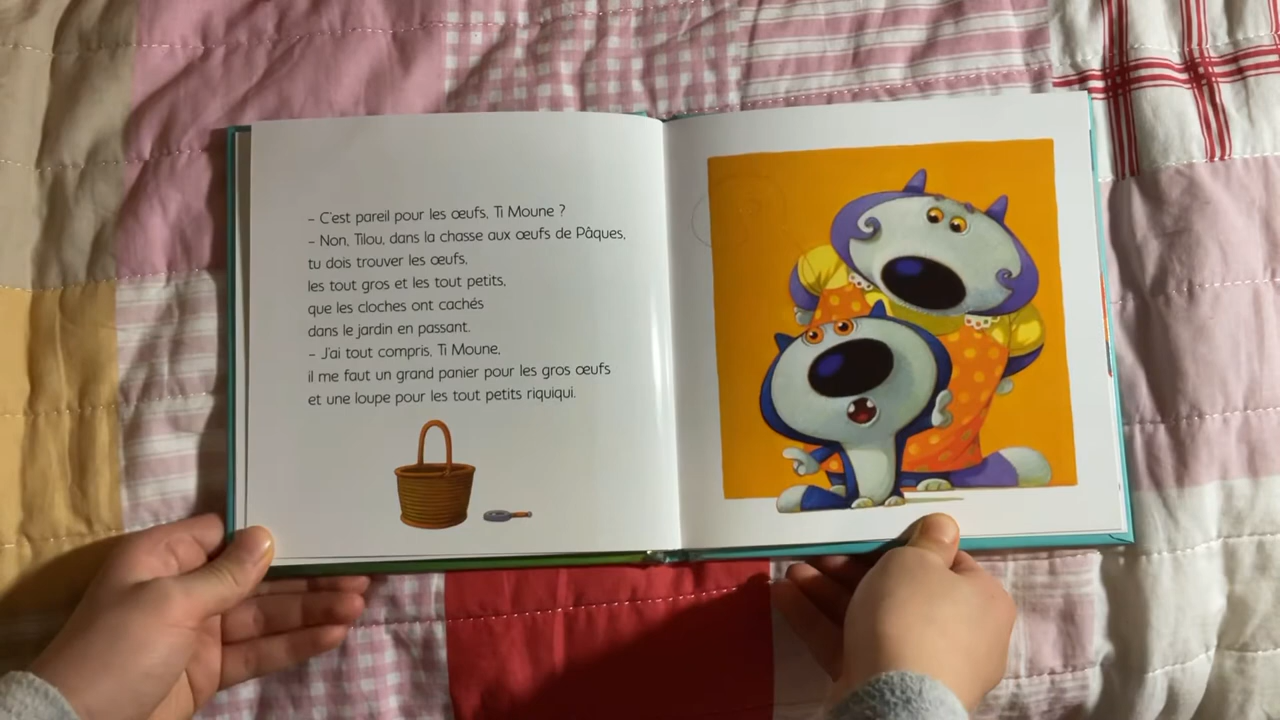 – C'est pareil pour les œufs, Ti Moune ?
– Non, Tilou, dans la chasse aux œufs de Pâques,
tu dois trouver les œufs,
les tout gros et les tout petits,
que les cloches ont cachés
dans le jardin en passant.
– J'ai tout compris, Ti Moune,
il me faut un grand panier pour les gros œufs
et une loupe pour les tout petits riquiqui.